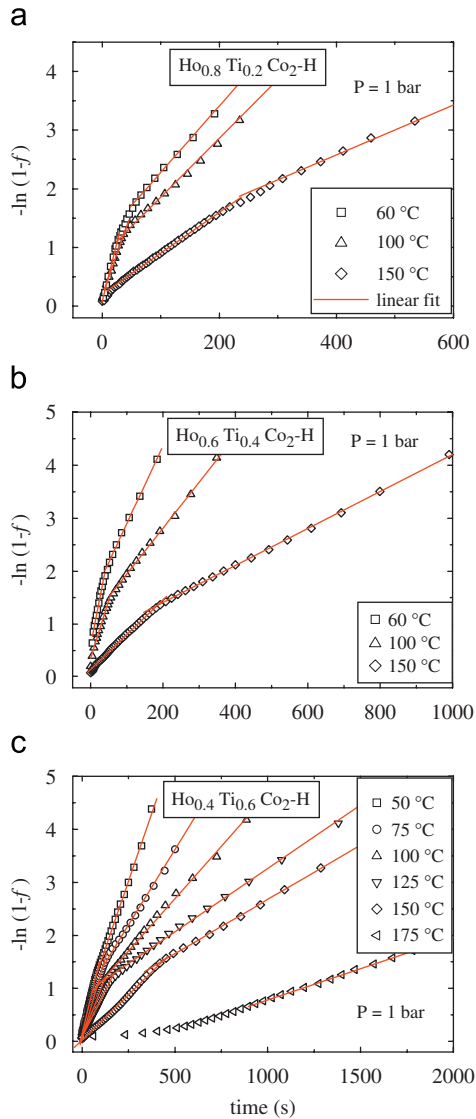 a
Ho0.8 Ti0.2 Co2-H
P = 1 bar
4
3
2
1
0
-ln (1-f)
60 °C
100 °C
150 °C
linear fit
0 200 400 600
b
Ho0.6 Ti0.4 Co2-H
P = 1 bar
5
4
3
2
1
0
-ln (1-f)
60 °C
100 °C
150 °C
0 200 400 600 800 1000
c
Ho0.4 Ti0.6 Co2-H
5
4
3
2
1
0
-ln (1-f)
50 °C
75 °C
100 °C
125 °C
150 °C
175 °C
P = 1 bar
0 500 1000 1500 2000
time (s)